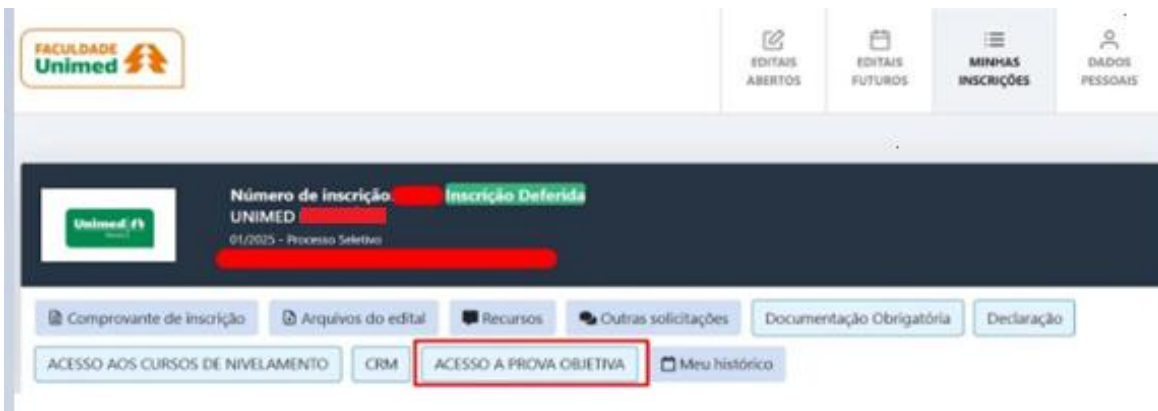 FACULDADE
Unimed
EDITAIS
ABERTOS
EDITAIS
FUTUROS
MINHAS
INSCRIÇÕES
DADOS
PESSOAIS
Número de inscrição. Inscrição Deferida
UNIMED
Unimed
01/2025 - Processo Seletivo
Comprovante de inscrição Arquivos do edital Recursos Outras solicitações Documentação Obrigatória Declaração
ACESSO AOS CURSOS DE NIVELAMENTO CRM ACESSO A PROVA OBJETIVA Meu histórico